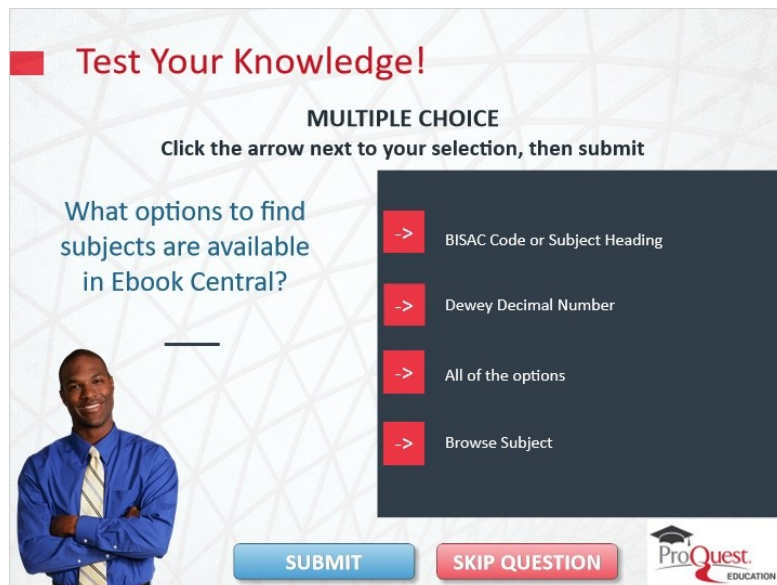 Test Your Knowledge!
MULTIPLE CHOICE
Click the arrow next to your selection, then submit
What options to find
subjects are available
in Ebook Central?
-> BISAC Code or Subject Heading
-> Dewey Decimal Number
-> All of the options
-> Browse Subject
SUBMIT
SKIP QUESTION
ProQuest.
EDUCATION